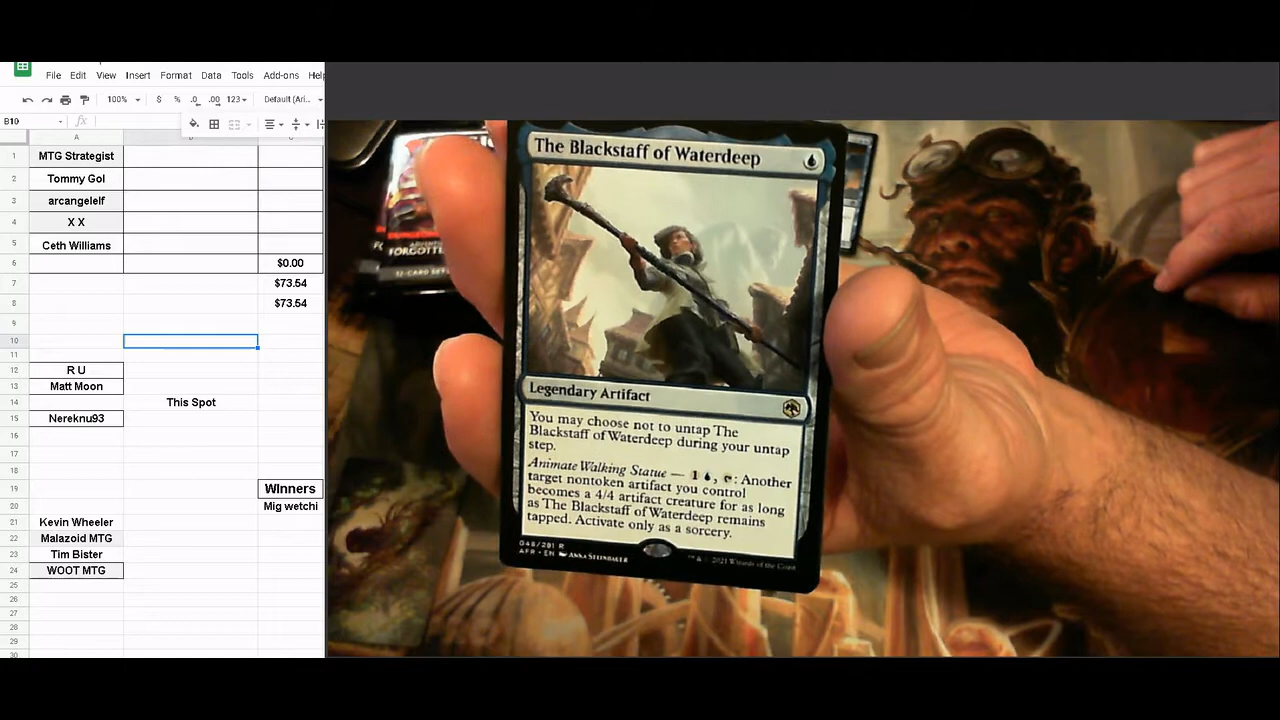 File Edit View Insert Format Data Tools Add-ons Help
100% $ % .0 .00 123 Default (Ari...
B10 fx
1 MTG Strategist
2 Tommy Gol
3 arcangelelf
4 X X
5 Ceth Williams
6 $0.00
7 $73.54
8 $73.54
9
10
11
12 R U
13 Matt Moon
14 This Spot
15 Nereknu93
16
17
18
19 Winners
20 Mig wetchi
21 Kevin Wheeler
22 Malazoid MTG
23 Tim Bister
24 WOOT MTG
25
26
27
28
29
30
The Blackstaff of Waterdeep
Legendary Artifact
You may choose not to untap The
Blackstaff of Waterdeep during your untap
step.
Animate Walking Statue — 1 , : Another
target nontoken artifact you control
becomes a 4/4 artifact creature for as long
as The Blackstaff of Waterdeep remains
tapped. Activate only as a sorcery.
046/281 R
AFR • EN Anna Steinbauer
™ & © 2021 Wizards of the Coast
FORGOTTE
12-CARD